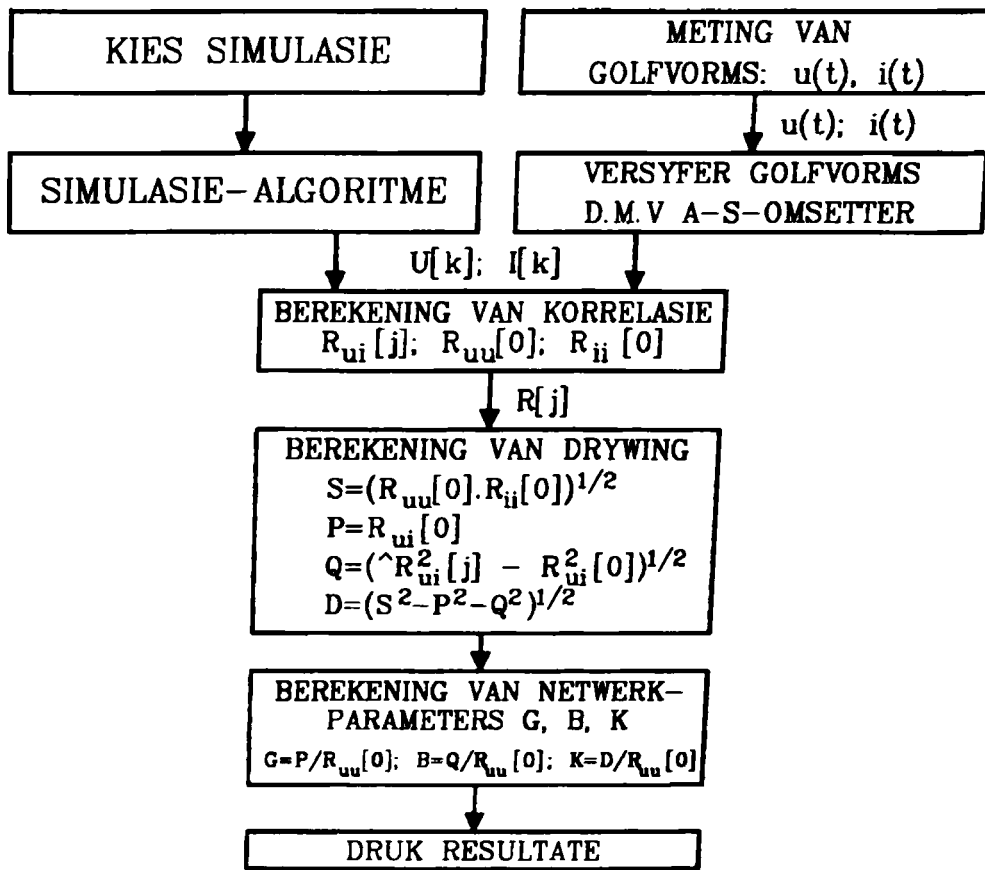 KIES SIMULASIE
METING VAN
GOLFVORMS: u(t), i(t)
u(t); i(t)
SIMULASIE-ALGORITME
VERSYFER GOLFVORMS
D.M.V A-S-OMSETTER
U[k]; I[k]
BEREKENING VAN KORRELASIE
R_ui[j]; R_uu[0]; R_ii[0]
R[j]
BEREKENING VAN DRYWING
S=(R_uu[0].R_ii[0])^1/2
P=R_ui[0]
Q=(^R²_ui[j] - R²_ui[0])^1/2
D=(S²-P²-Q²)^1/2
BEREKENING VAN NETWERK-
PARAMETERS G, B, K
G=P/R_uu[0]; B=Q/R_uu[0]; K=D/R_uu[0]
DRUK RESULTATE